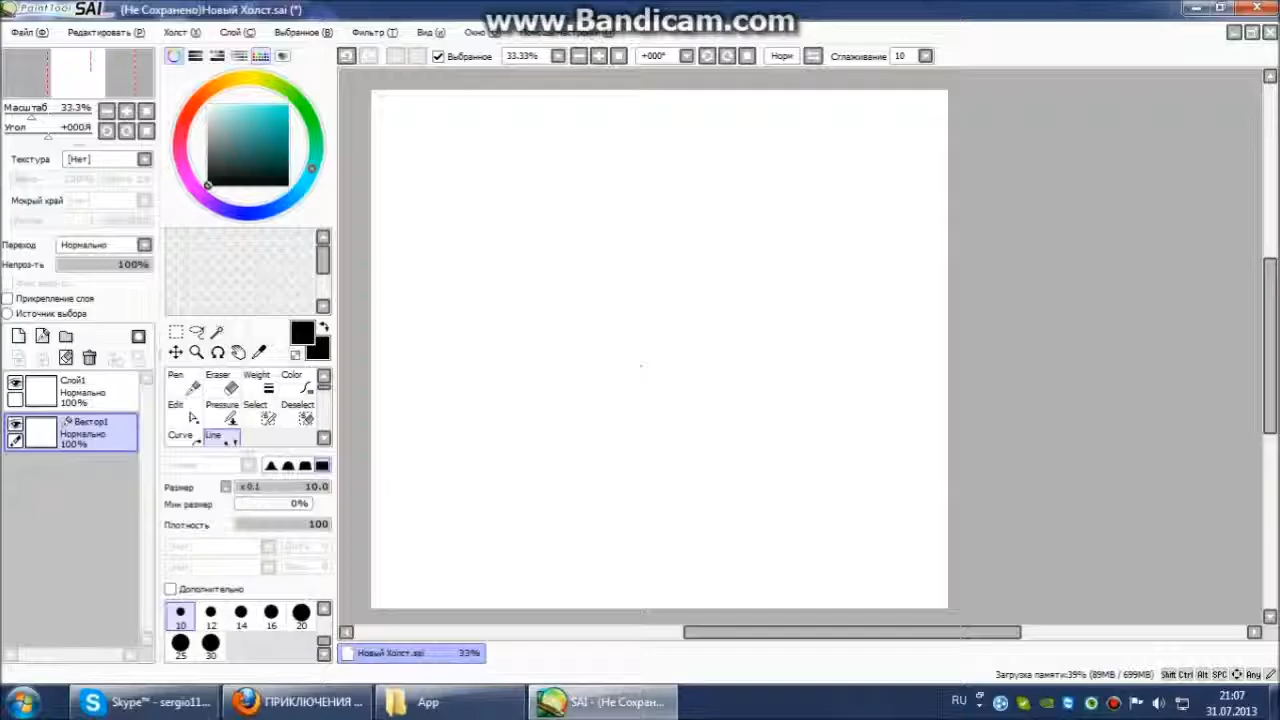 PaintTool SAI (Не Сохранено)Новый Холст.sai (*)
www.Bandicam.com
Файл (Ф) Редактировать (Р) Холст (X) Слой (C) Выбранное (B) Фильтр (T) Вид (И) Окно
Выбранное 33.33% +000° Норм Сглаживание 10
Масштаб 33.3%
Угол +000Я
Текстура [Нет]
Мокрый край
Переход Нормально
Непроз-ть 100%
Прикрепление слоя
Источник выбора
Слой1
Нормально
100%
Вектор1
Нормально
100%
Pen Eraser Weight Color
Edit Pressure Select Deselect
Curve Line
Размер x 0.1 10.0
Мин размер 0%
Плотность 100
Дополнительно
10 12 14 16 20
25 30
Новый Холст.sai 33%
Загрузка памяти:39% (89MB / 699MB) Shift Ctrl Alt SPC Any
Skype™ - sergio11... ПРИКЛЮЧЕНИЯ ... App SAI - (Не Сохран... RU 21:07
31.07.2013